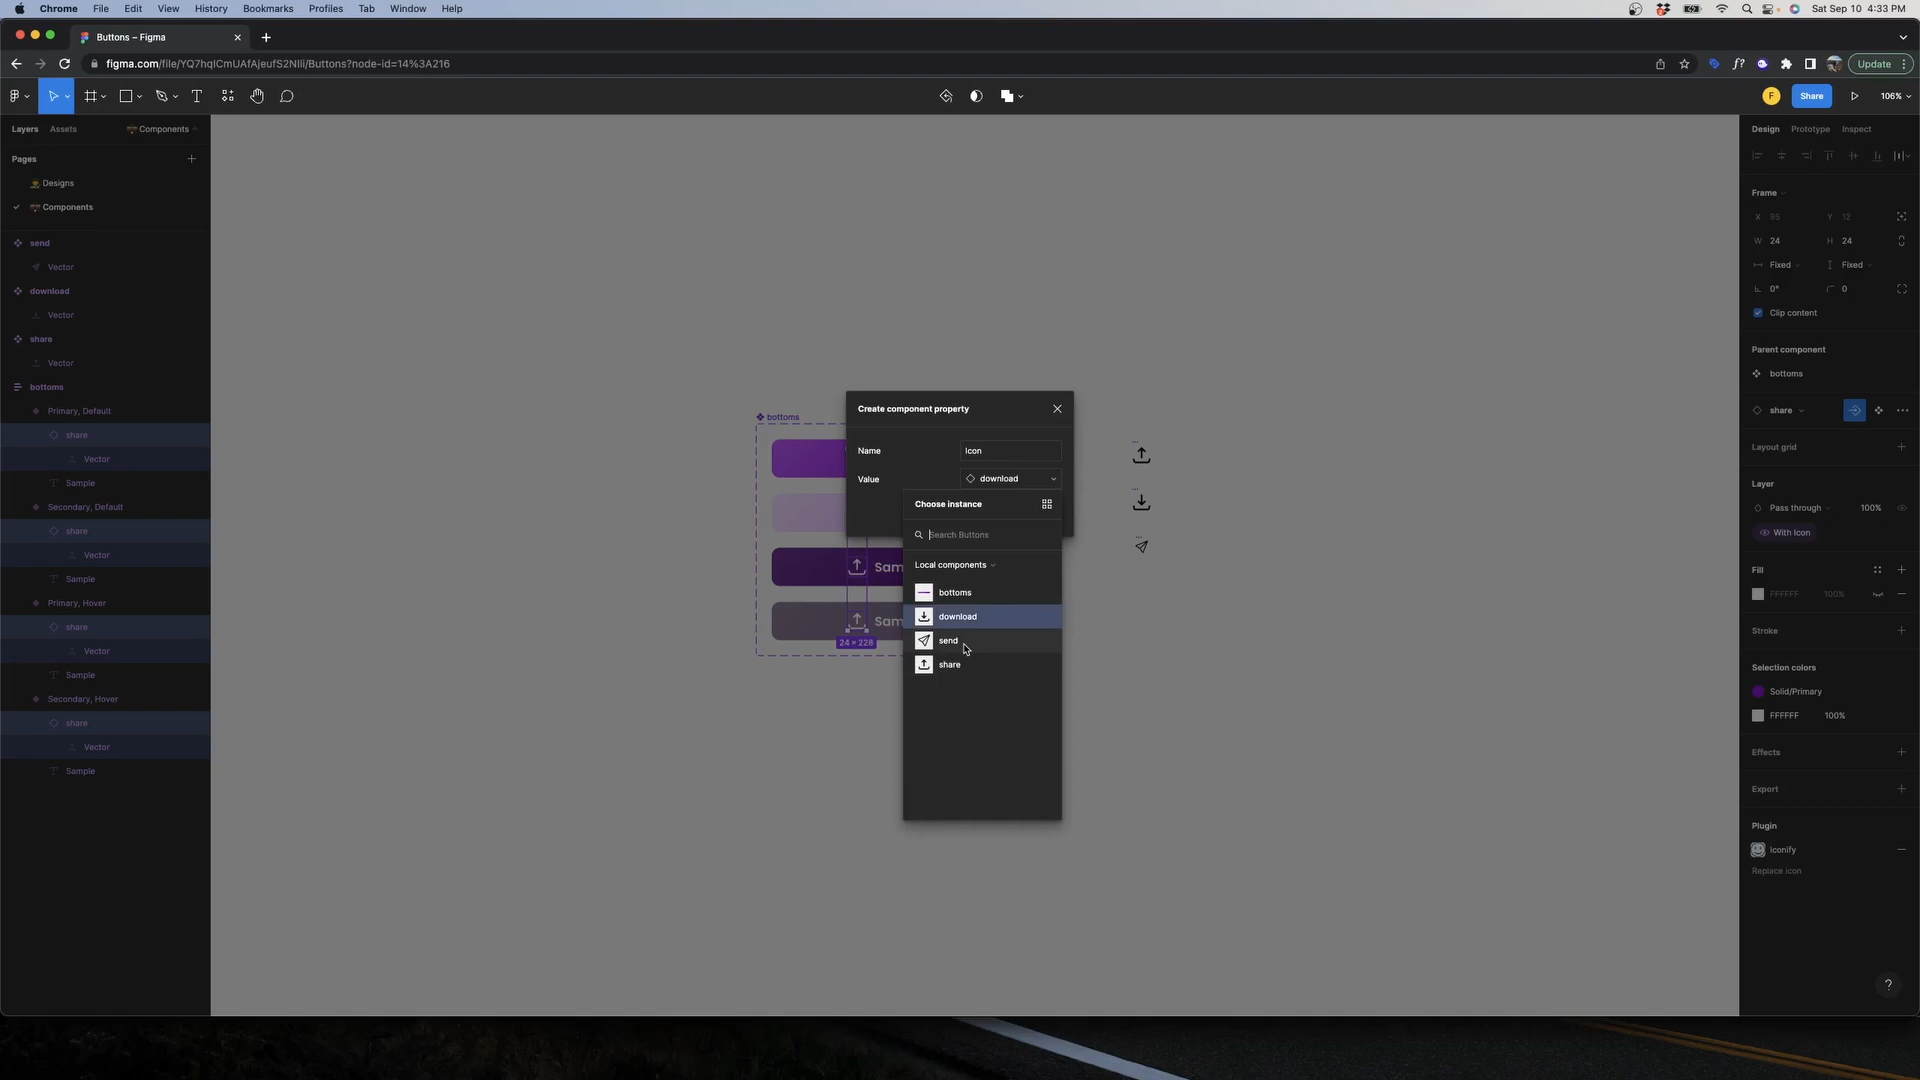 Chrome File Edit View History Bookmarks Profiles Tab Window Help
Sat Sep 10 4:33 PM
Buttons – Figma
figma.com/file/YQ7hqICmUAfAjeufS2NIli/Buttons?node-id=14%3A216
Update
F
Share
106%
Layers Assets Components
Pages
Designs
Components
send
Vector
download
Vector
share
Vector
bottoms
Primary, Default
share
Vector
Sample
Secondary, Default
share
Vector
Sample
Primary, Hover
share
Vector
Sample
Secondary, Hover
share
Vector
Sample
bottoms
Sam
Sam
24 × 228
Create component property
Name Icon
Value download
Choose instance
Search Buttons
Local components
bottoms
download
send
share
Design Prototype Inspect
Frame
X 95 Y 12
W 24 H 24
Fixed Fixed
0° 0
Clip content
Parent component
bottoms
share
Layout grid
Layer
Pass through 100%
With Icon
Fill
FFFFFF 100%
Stroke
Selection colors
Solid/Primary
FFFFFF 100%
Effects
Export
Plugin
Iconify
Replace icon
?